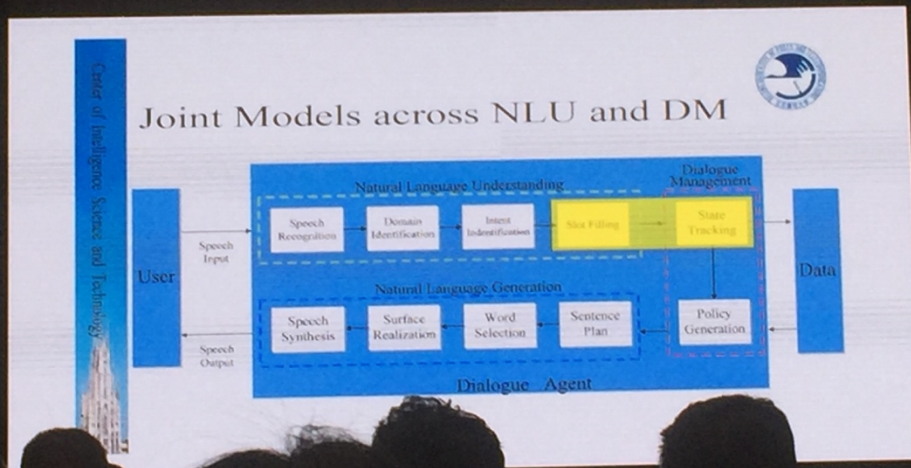 Center of Intelligence Science and Technology
Joint Models across NLU and DM
Natural Language Understanding
Dialogue
Management
Speech
Recognition
Domain
Identification
Intent
Indentification
Slot Filling
State
Tracking
Speech
Input
User
Data
Natural Language Generation
Speech
Synthesis
Surface
Realization
Word
Selection
Sentence
Plan
Policy
Generation
Speech
Output
Dialogue Agent